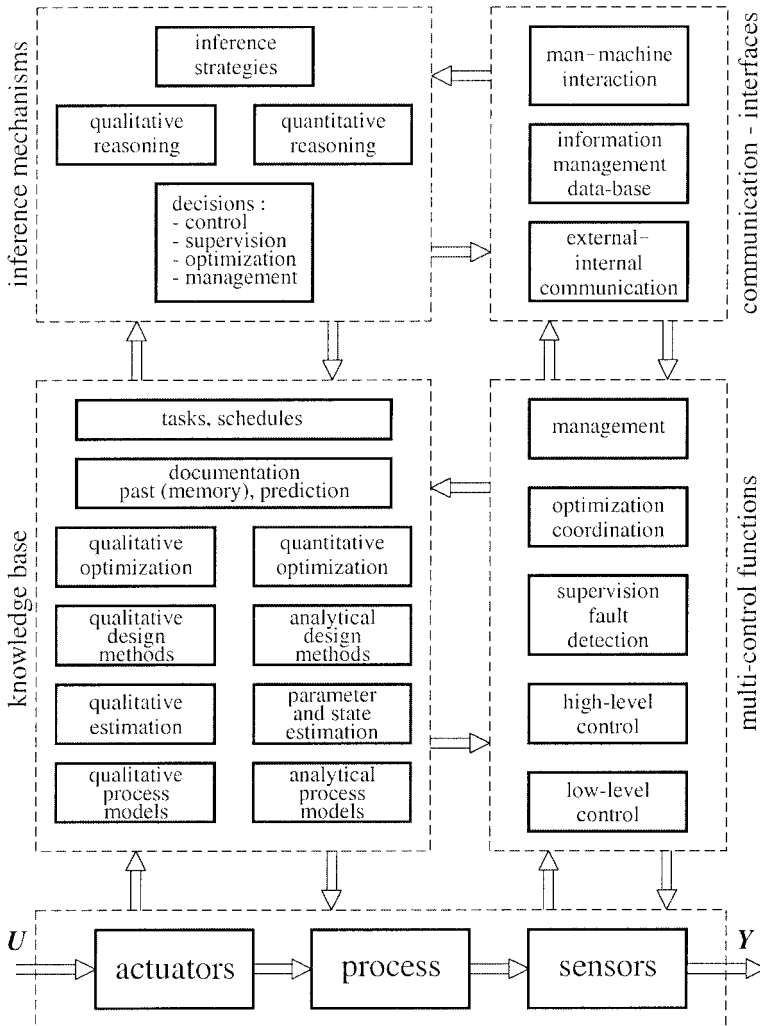 inference mechanisms
inference
strategies
qualitative
reasoning
quantitative
reasoning
decisions :
- control
- supervision
- optimization
- management
communication - interfaces
man-machine
interaction
information
management
data-base
external-
internal
communication
knowledge base
tasks, schedules
documentation
past (memory), prediction
qualitative
optimization
quantitative
optimization
qualitative
design
methods
analytical
design
methods
qualitative
estimation
parameter
and state
estimation
qualitative
process
models
analytical
process
models
multi-control functions
management
optimization
coordination
supervision
fault
detection
high-level
control
low-level
control
U
actuators
process
sensors
Y